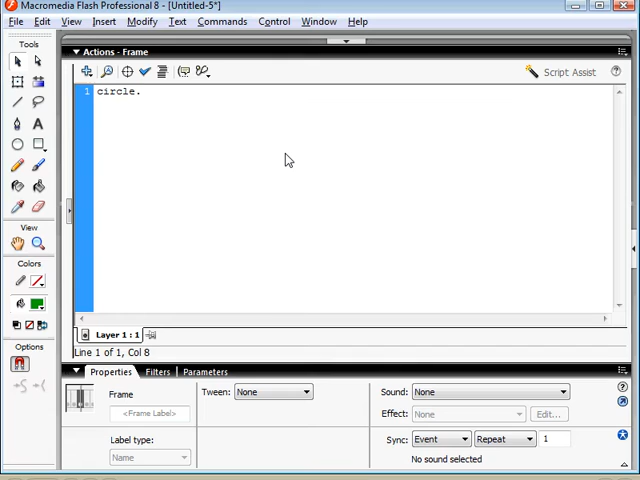 Macromedia Flash Professional 8 - [Untitled-5*]
File Edit View Insert Modify Text Commands Control Window Help
Tools
View
Colors
Options
Actions - Frame
Script Assist
1 circle.
Layer 1 : 1
Line 1 of 1, Col 8
Properties Filters Parameters
Frame
<Frame Label>
Label type:
Name
Tween: None
Sound: None
Effect: None Edit...
Sync: Event Repeat 1
No sound selected